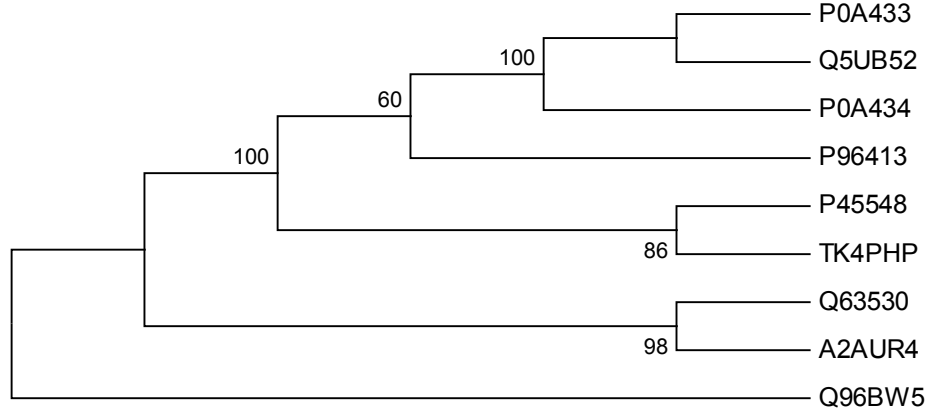 P0A433
100
Q5UB52
60
P0A434
100
P96413
P45548
86
TK4PHP
Q63530
98
A2AUR4
Q96BW5